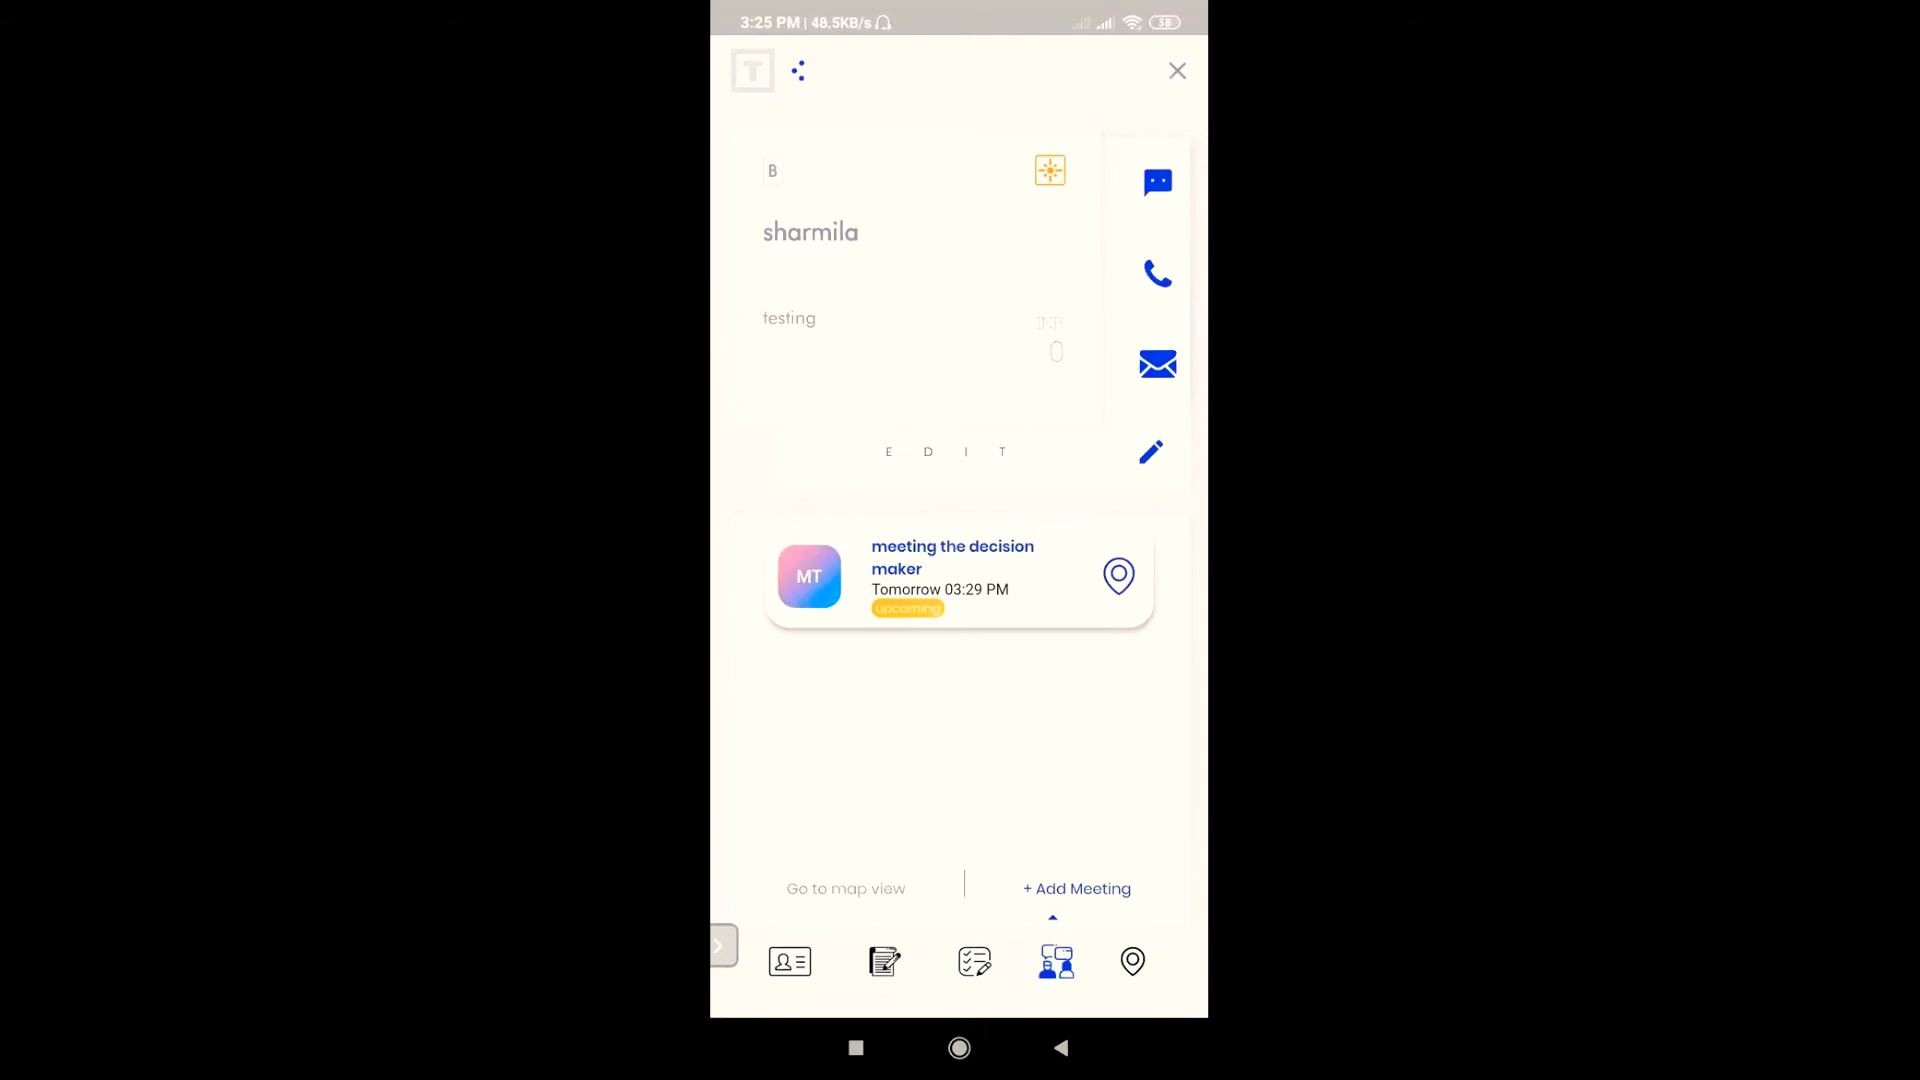 3:25 PM | 48.5KB/s
38
T
B
sharmila
testing
INR
0
E D I T
MT
meeting the decision
maker
Tomorrow 03:29 PM
upcoming
Go to map view
+ Add Meeting